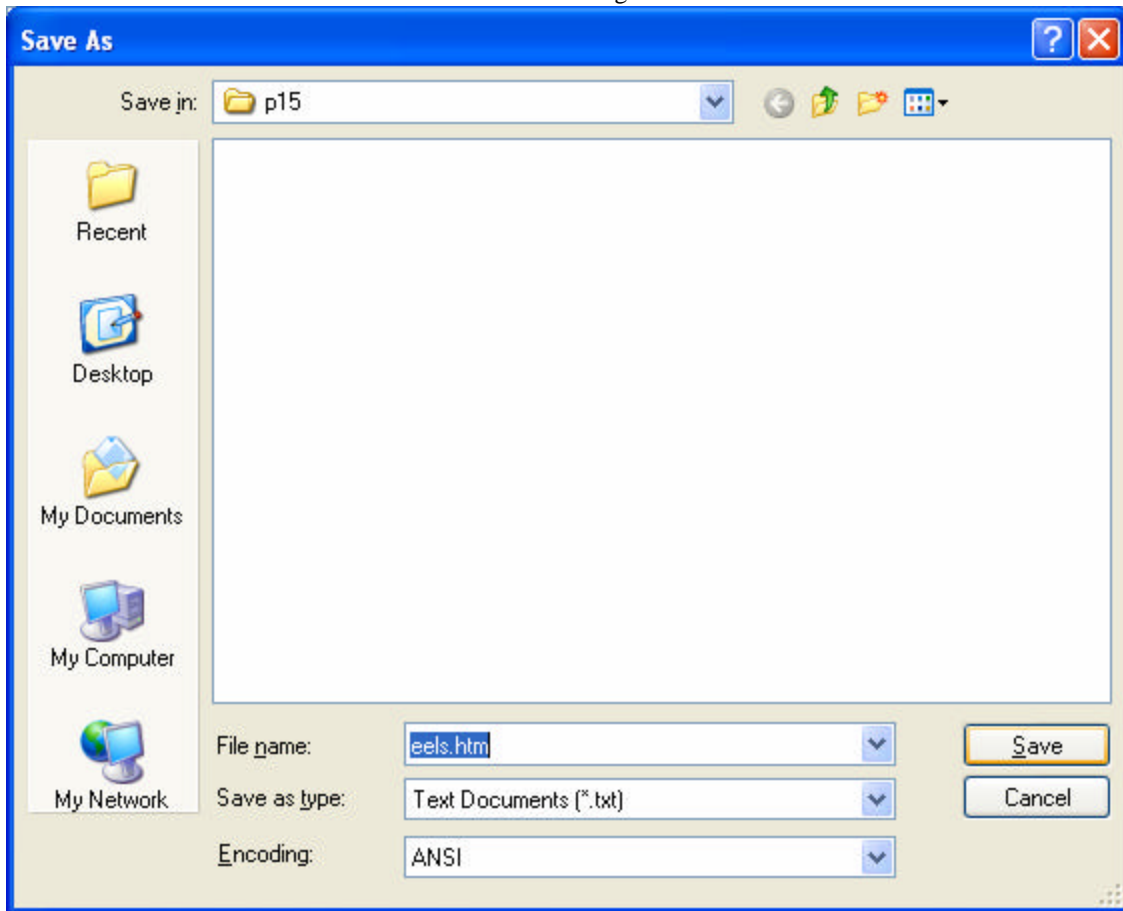 Save As
Save in: p15
Recent
Desktop
My Documents
My Computer
My Network
File name: eels.htm Save
Save as type: Text Documents (*.txt) Cancel
Encoding: ANSI